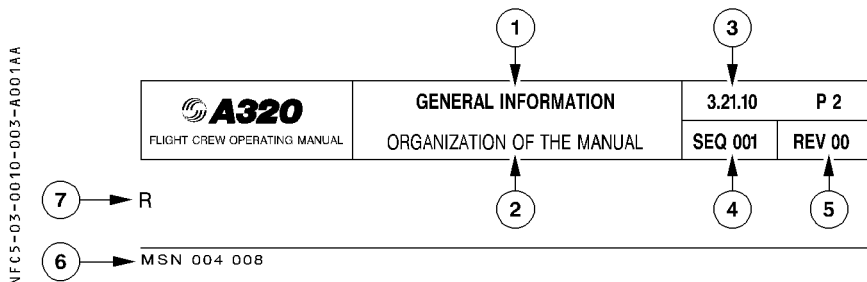 1
3
A320
FLIGHT CREW OPERATING MANUAL
GENERAL INFORMATION
ORGANIZATION OF THE MANUAL
3.21.10 P 2
SEQ 001 REV 00
7 R
2
4
5
6 MSN 004 008
NFC5-03-0010-003-A001AA